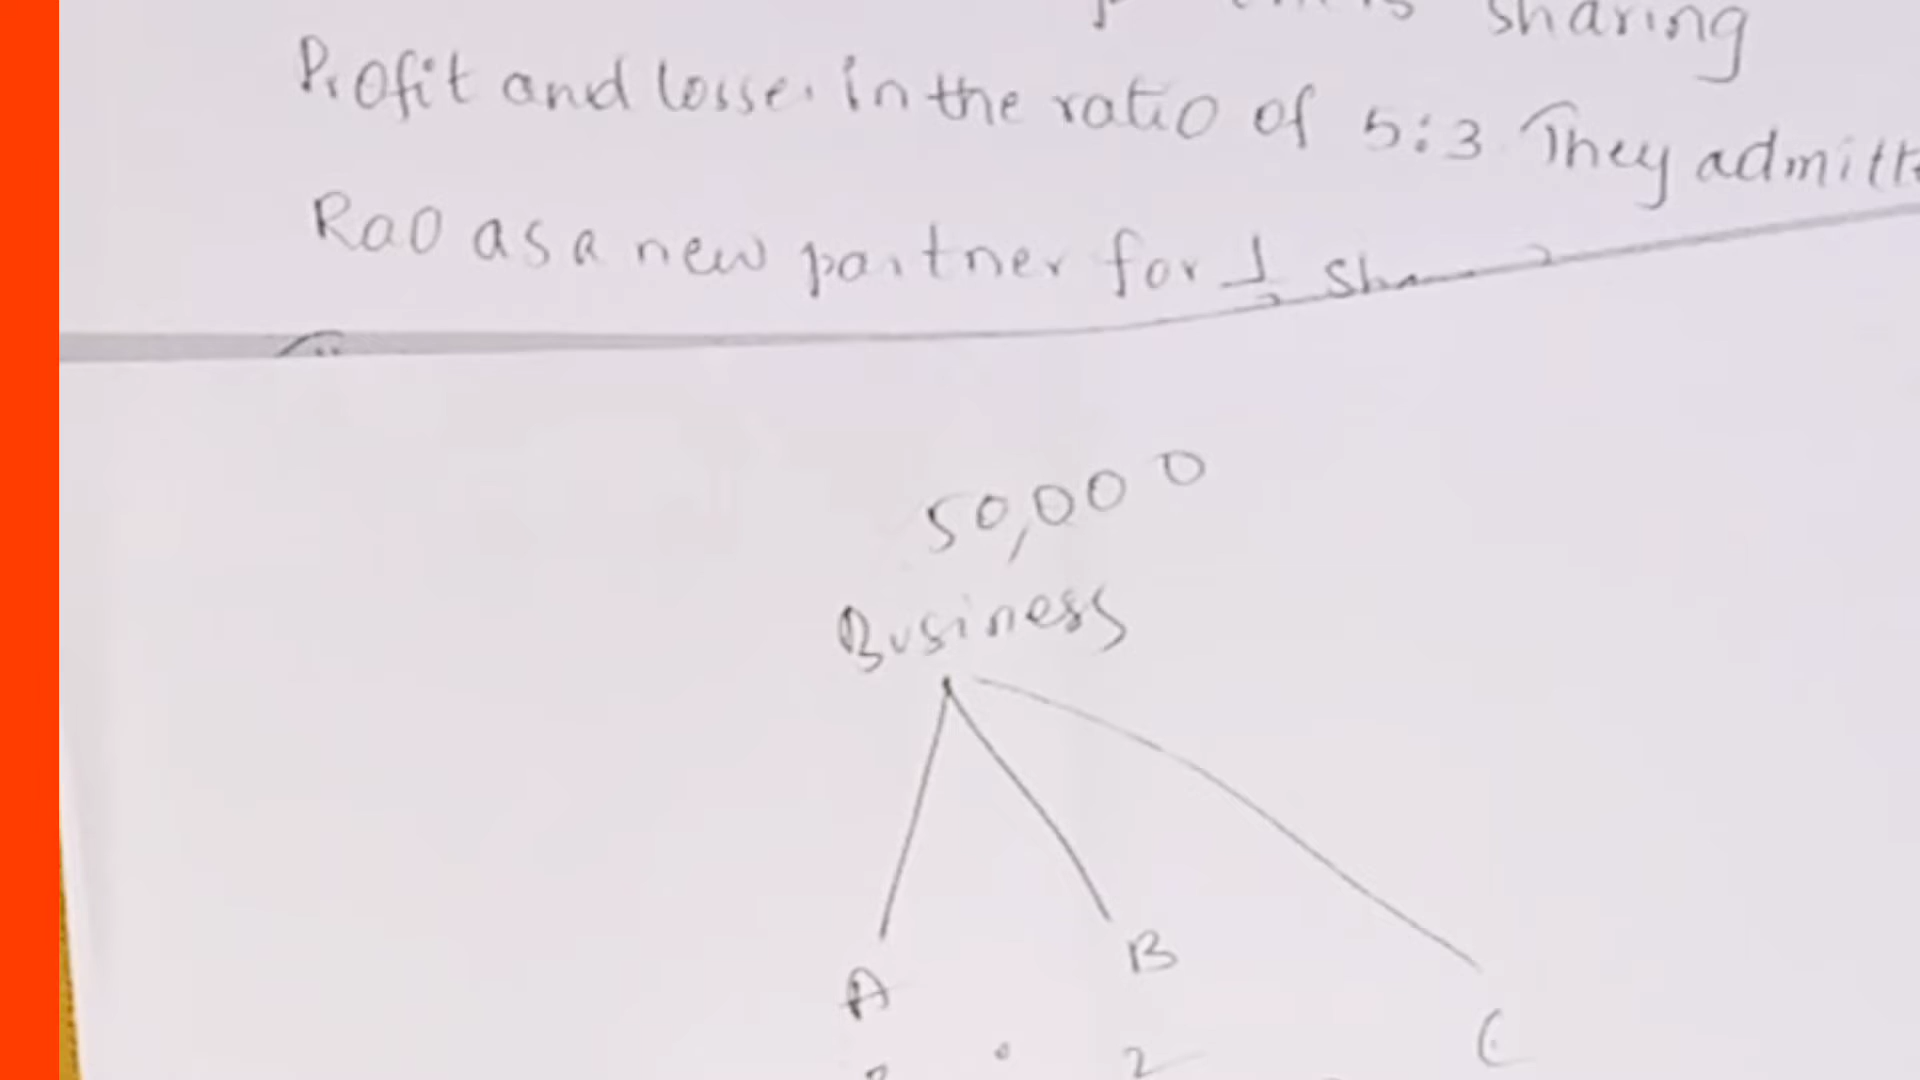 sharing
Profit and losses in the ratio of 5:3 They
Rao as a new partner for
50,000
Business
A
B
C
2